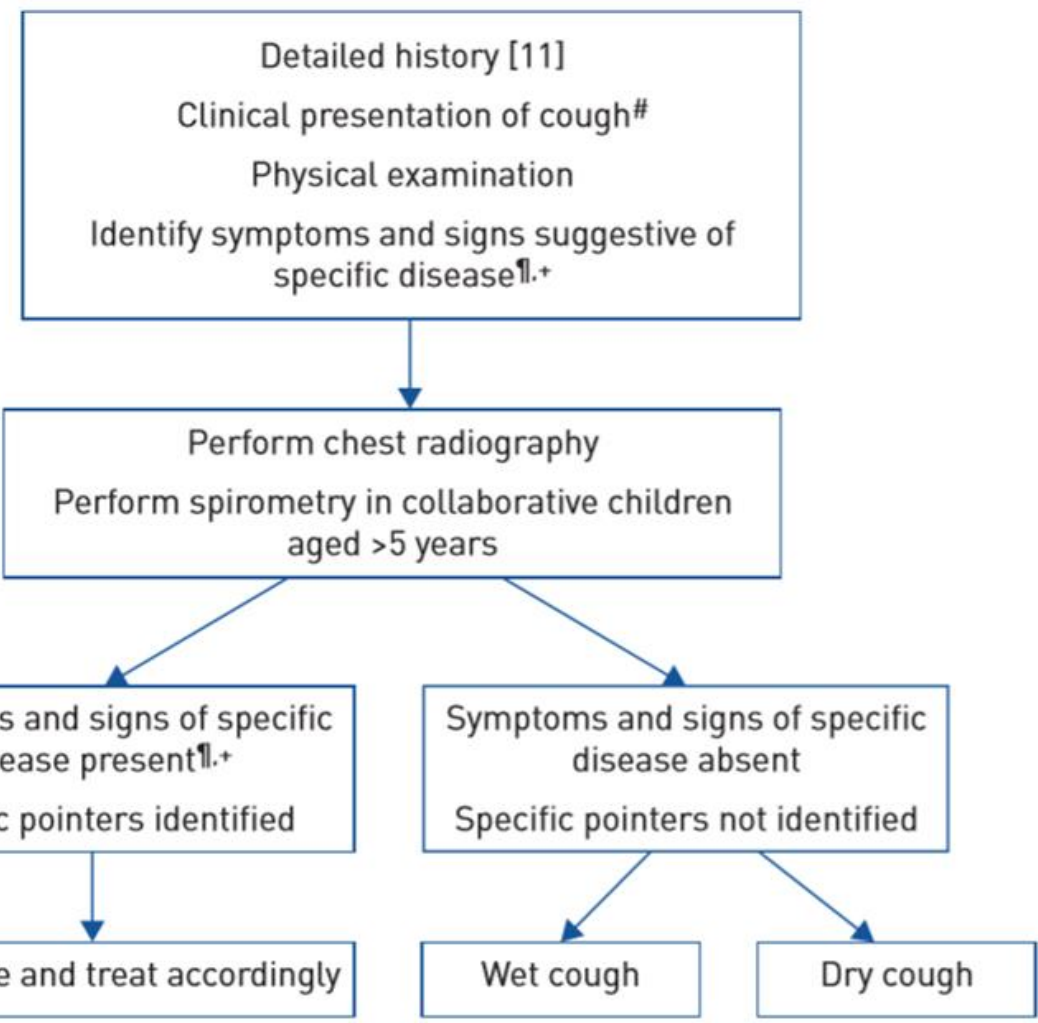 Detailed history [11]
Clinical presentation of cough#
Physical examination
Identify symptoms and signs suggestive of
specific disease¶,+
Perform chest radiography
Perform spirometry in collaborative children
aged >5 years
s and signs of specific
ease present¶,+
c pointers identified
Symptoms and signs of specific
disease absent
Specific pointers not identified
e and treat accordingly
Wet cough
Dry cough